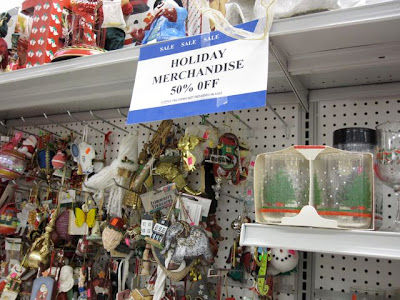 SALE SALE SALE
HOLIDAY
MERCHANDISE
50% OFF